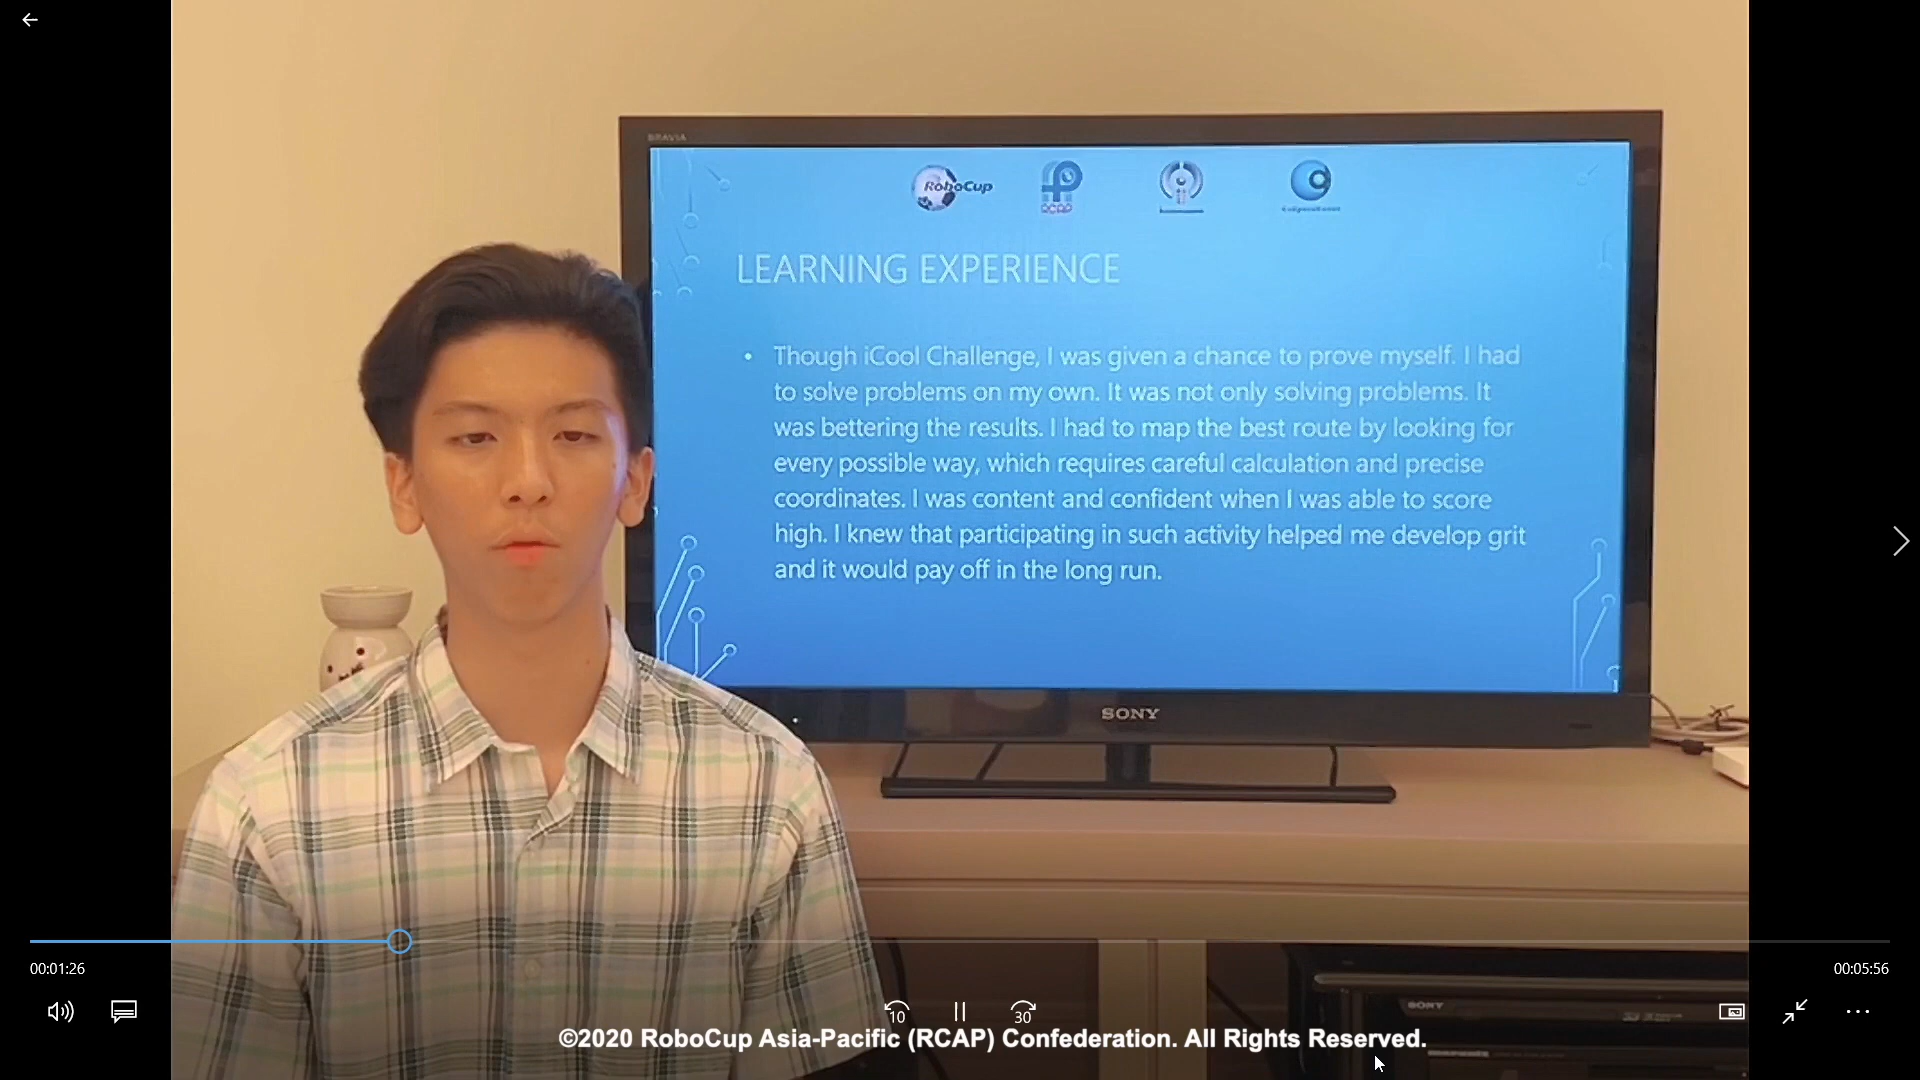 BRAVIA
RoboCup
RCAP
LEARNING EXPERIENCE
• Though iCool Challenge, I was given a chance to prove myself. I had
to solve problems on my own. It was not only solving problems. It
was bettering the results. I had to map the best route by looking for
every possible way, which requires careful calculation and precise
coordinates. I was content and confident when I was able to score
high. I knew that participating in such activity helped me develop grit
and it would pay off in the long run.
SONY
00:01:26
00:05:56
10
30
SONY
©2020 RoboCup Asia-Pacific (RCAP) Confederation. All Rights Reserved.